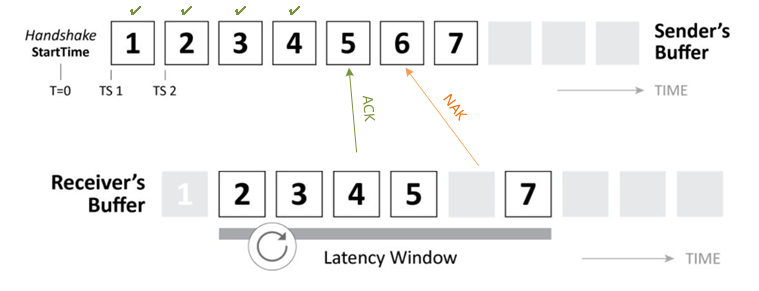 ✓ ✓ ✓ ✓
Handshake
StartTime
1 2 3 4 5 6 7
Sender's
Buffer
T=0 TS 1 TS 2
TIME
ACK
NAK
Receiver's
Buffer
1 2 3 4 5 7
Latency Window
TIME